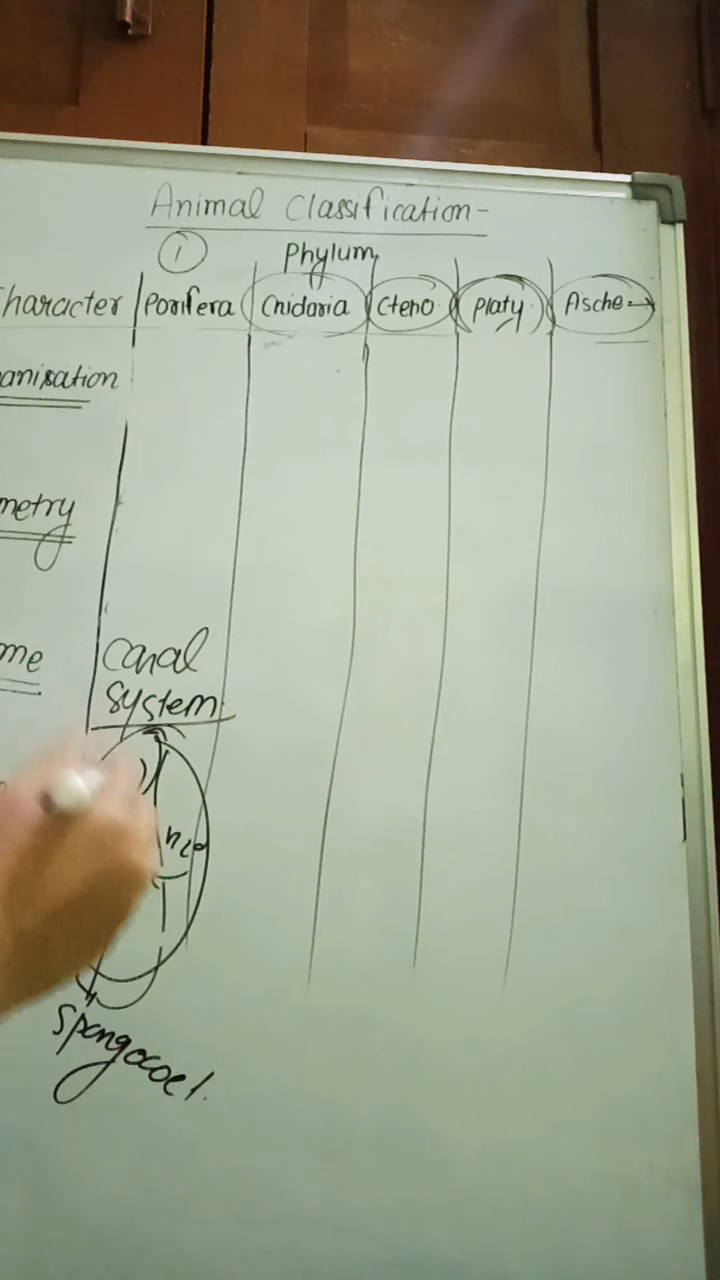 Animal Classification-
① Phylum
haracter Porifera Cnidaria Cteno Platy. Asche→
anisation
metry
me Canal
system
Spongocoel.